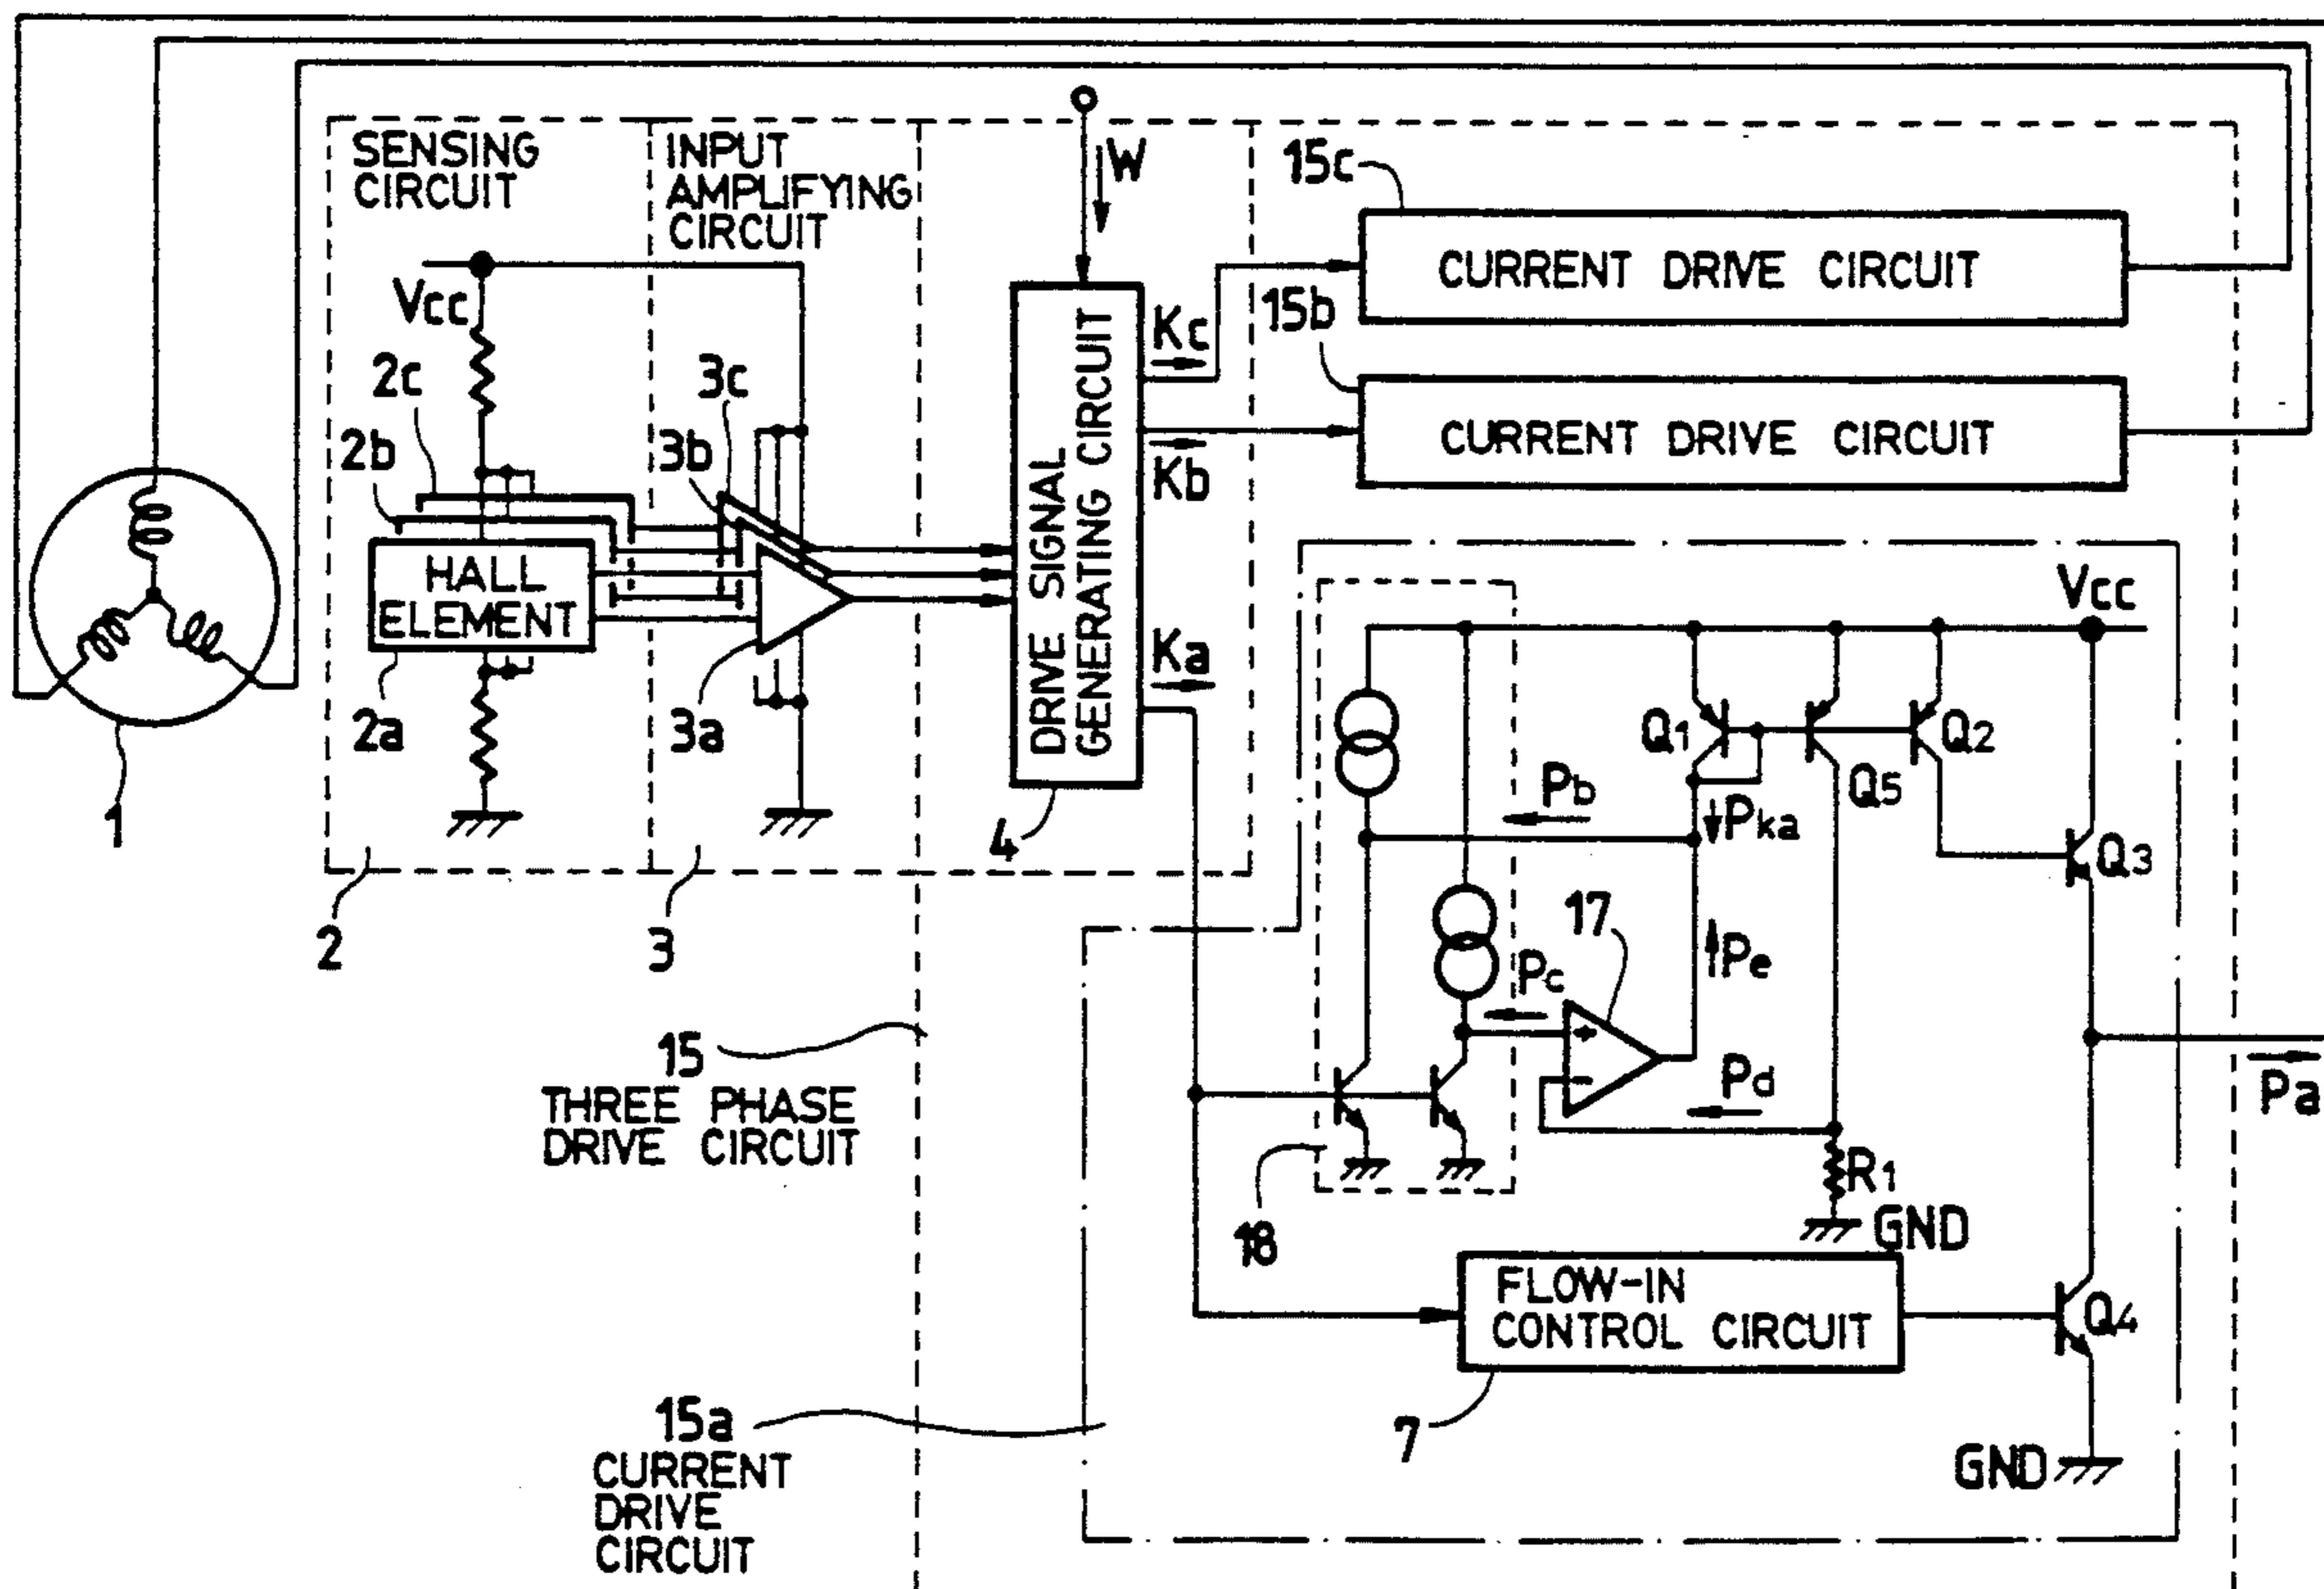 SENSING
CIRCUIT
INPUT
AMPLIFYING
CIRCUIT
W
15c
CURRENT DRIVE CIRCUIT
Vcc
Kc
15b
CURRENT DRIVE CIRCUIT
2c
3c
2b
3b
Kb
DRIVE SIGNAL
GENERATING CIRCUIT
HALL
ELEMENT
Vcc
Ka
2a
3a
Q1
Q5
Q2
1
4
Pb
Pka
Q3
2
3
17
Pc
Pe
+
-
Pd
15
THREE PHASE
DRIVE CIRCUIT
Pa
R1
18
GND
FLOW-IN
CONTROL CIRCUIT
Q4
7
15a
CURRENT
DRIVE
CIRCUIT
GND